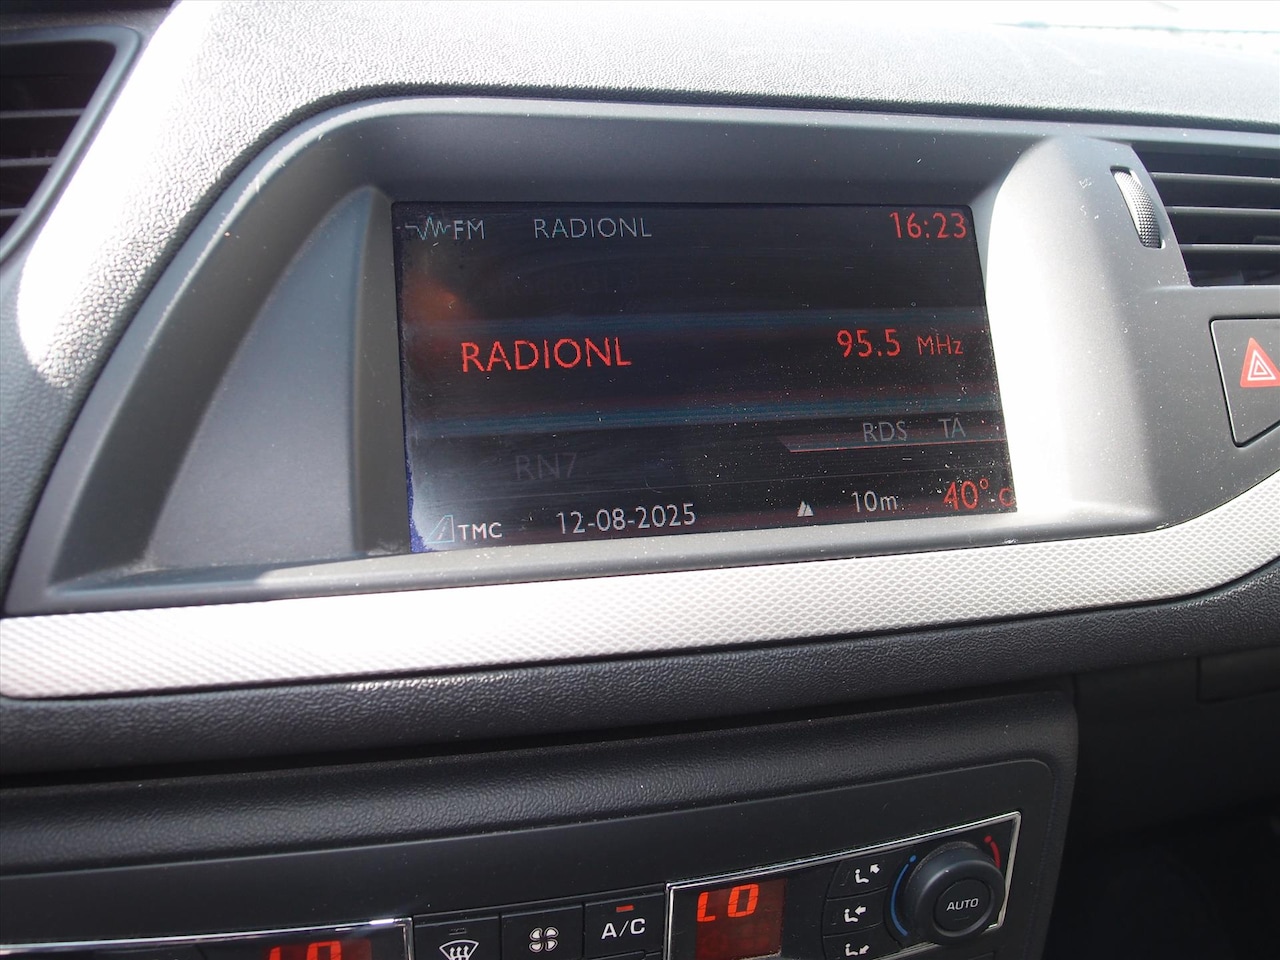 FM RADIONL 16:23
RADIONL 95.5 MHz
RDS TA
RN7
TMC 12-08-2025 10m 40°C
LO
A/C
LO
AUTO